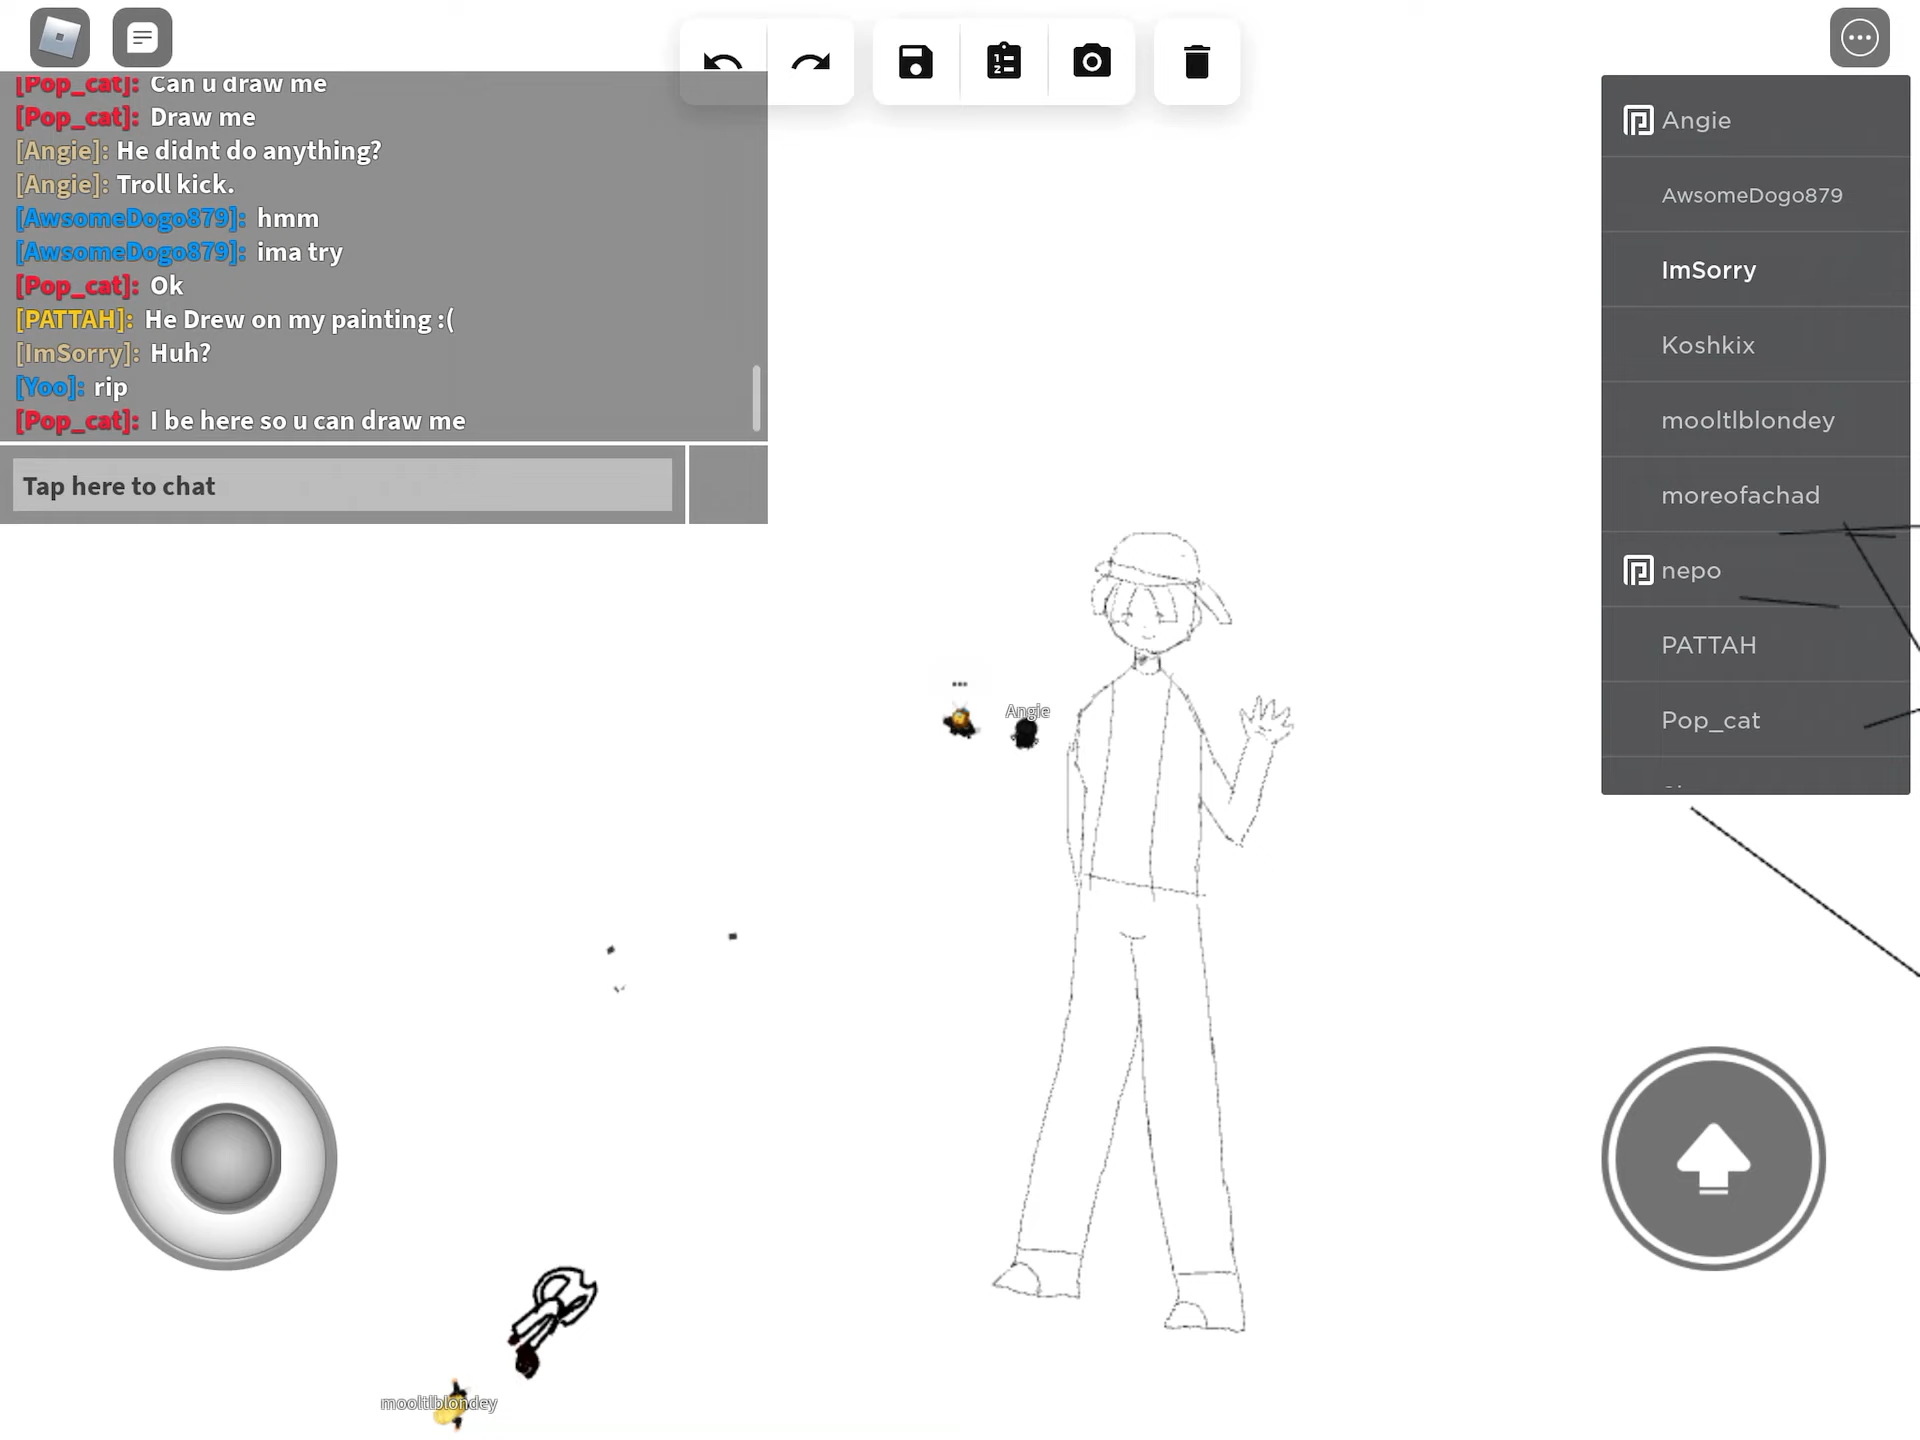 [Pop_cat]: Can u draw me
[Pop_cat]: Draw me
[Angie]: He didnt do anything?
[Angie]: Troll kick.
[AwsomeDogo879]: hmm
[AwsomeDogo879]: ima try
[Pop_cat]: Ok
[PATTAH]: He Drew on my painting :(
[ImSorry]: Huh?
[Yoo]: rip
[Pop_cat]: I be here so u can draw me
Tap here to chat
Angie
AwsomeDogo879
ImSorry
Koshkix
mooltlblondey
moreofachad
nepo
PATTAH
Pop_cat
Angie
mooltlblondey